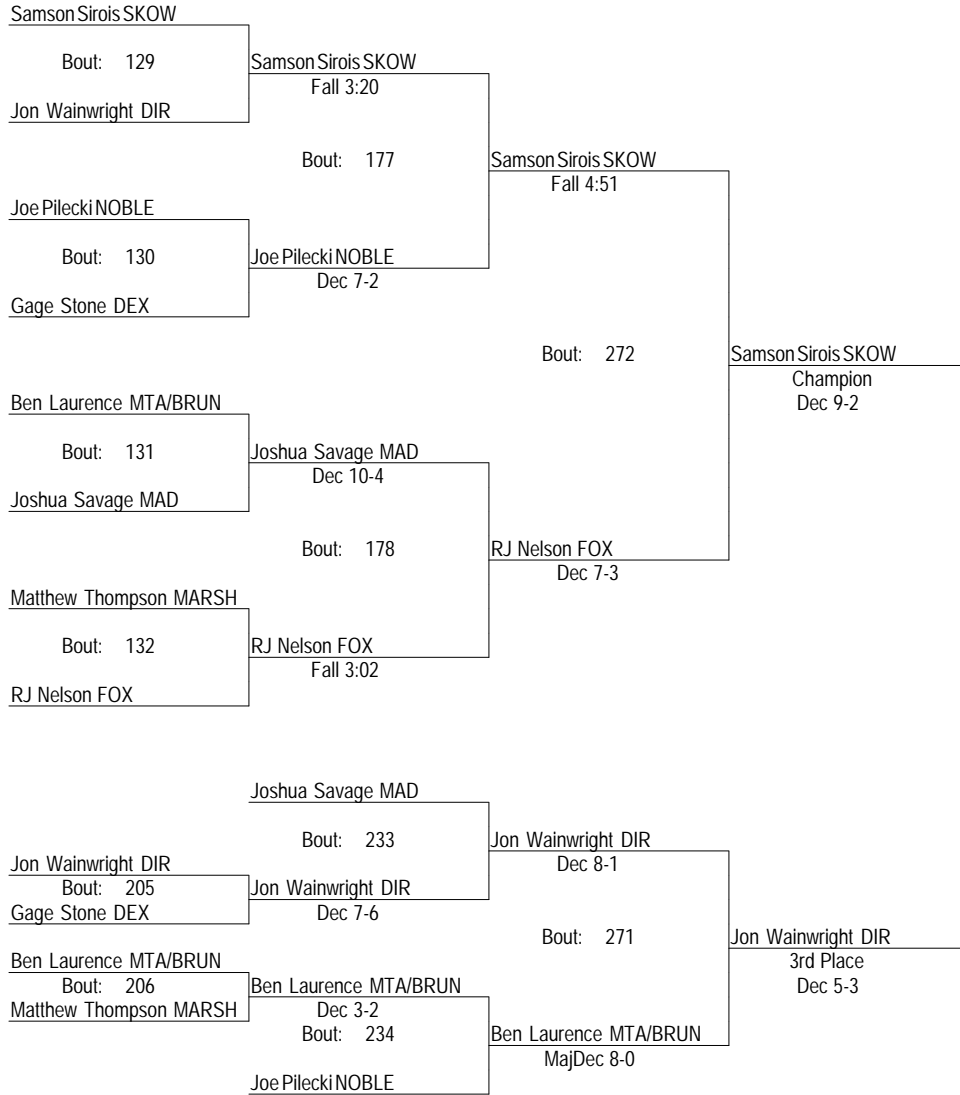 Samson Sirois SKOW
Bout: 129
Samson Sirois SKOW
Fall 3:20
Jon Wainwright DIR
Bout: 177
Samson Sirois SKOW
Fall 4:51
Joe Pilecki NOBLE
Bout: 130
Joe Pilecki NOBLE
Dec 7-2
Gage Stone DEX
Bout: 272
Samson Sirois SKOW
Champion
Dec 9-2
Ben Laurence MTA/BRUN
Bout: 131
Joshua Savage MAD
Dec 10-4
Joshua Savage MAD
Bout: 178
RJ Nelson FOX
Dec 7-3
Matthew Thompson MARSH
Bout: 132
RJ Nelson FOX
Fall 3:02
RJ Nelson FOX
Joshua Savage MAD
Bout: 233
Jon Wainwright DIR
Dec 8-1
Jon Wainwright DIR
Bout: 205
Jon Wainwright DIR
Dec 7-6
Gage Stone DEX
Bout: 271
Jon Wainwright DIR
3rd Place
Dec 5-3
Ben Laurence MTA/BRUN
Bout: 206
Ben Laurence MTA/BRUN
Dec 3-2
Matthew Thompson MARSH
Bout: 234
Ben Laurence MTA/BRUN
MajDec 8-0
Joe Pilecki NOBLE